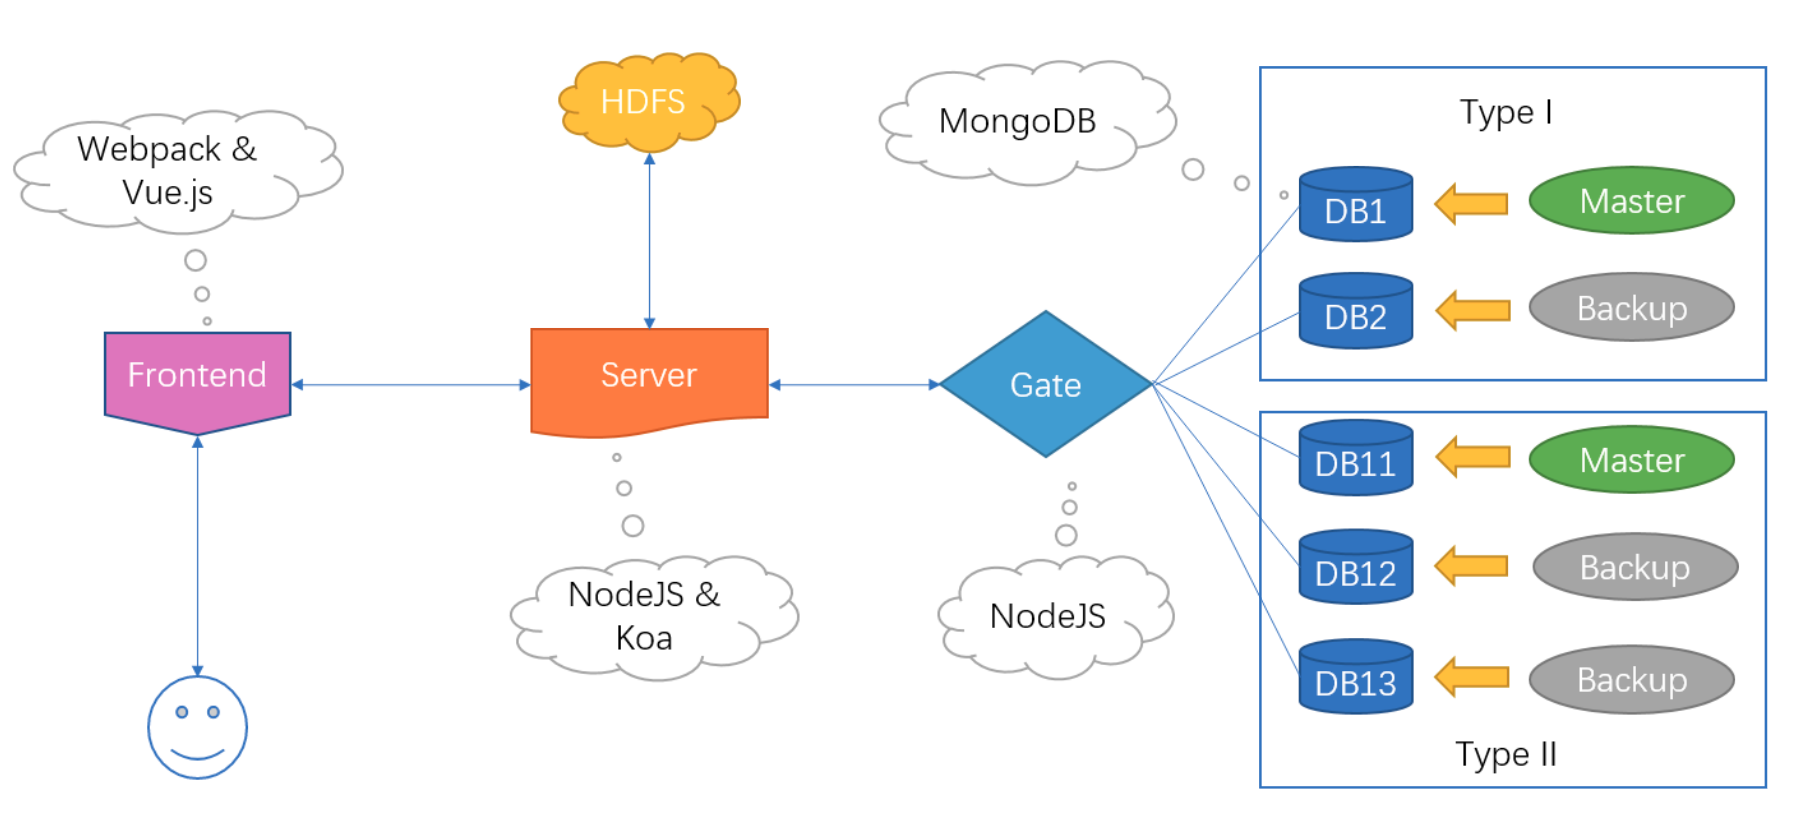 Webpack &
Vue.js
HDFS
MongoDB
Type I
DB1
Master
DB2
Backup
Frontend
Server
Gate
DB11
Master
DB12
Backup
DB13
Backup
Type II
NodeJS &
Koa
NodeJS